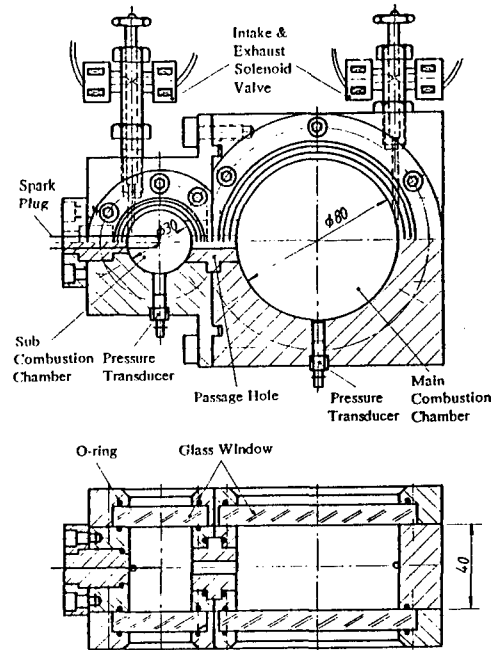 Intake &
Exhaust
Solenoid
Valve
Spark
Plug
ϕ30
ϕ80
Sub
Combustion
Chamber
Pressure
Transducer
Passage Hole
Pressure
Transducer
Main
Combustion
Chamber
O-ring
Glass Window
40